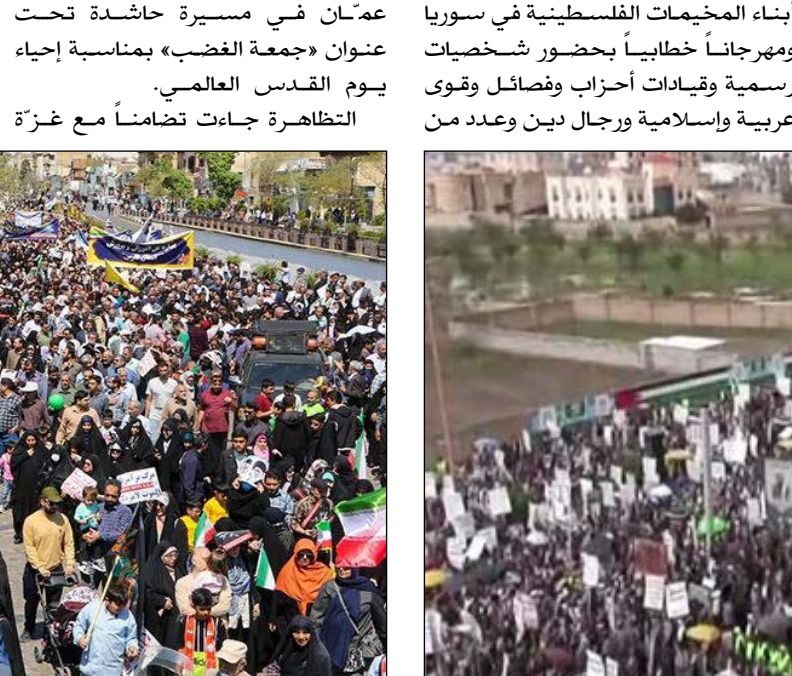 أبناء المخيمات الفلسطينية في سوريا
ومهرجاناً خطابياً بحضور شخصيات
رسمية وقيادات أحزاب وفصائل وقوى
عربية وإسلامية ورجال دين وعدد من
عمّان في مسيرة حاشدة تحت
عنوان «جمعة الغضب» بمناسبة إحياء
يوم القدس العالمي.
التظاهرة جاءت تضامناً مع غزّة